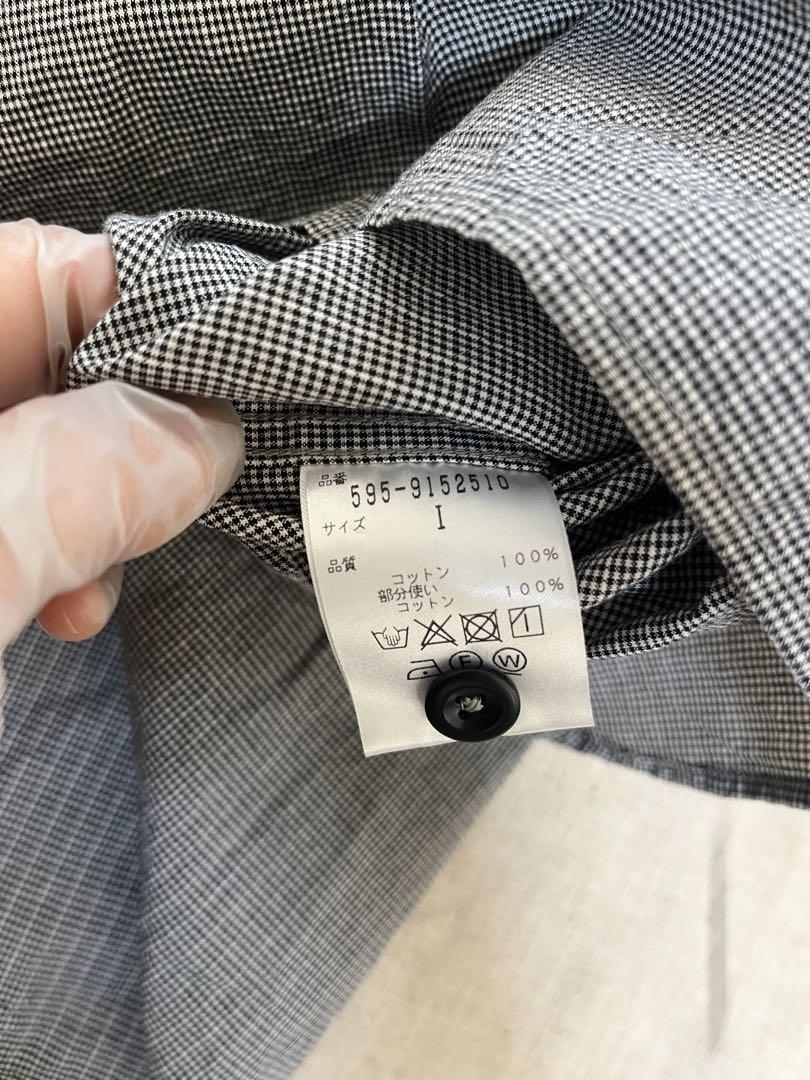 品番
595-9152510
サイズ I
品質
コットン 100%
部分使い
コットン 100%
F W